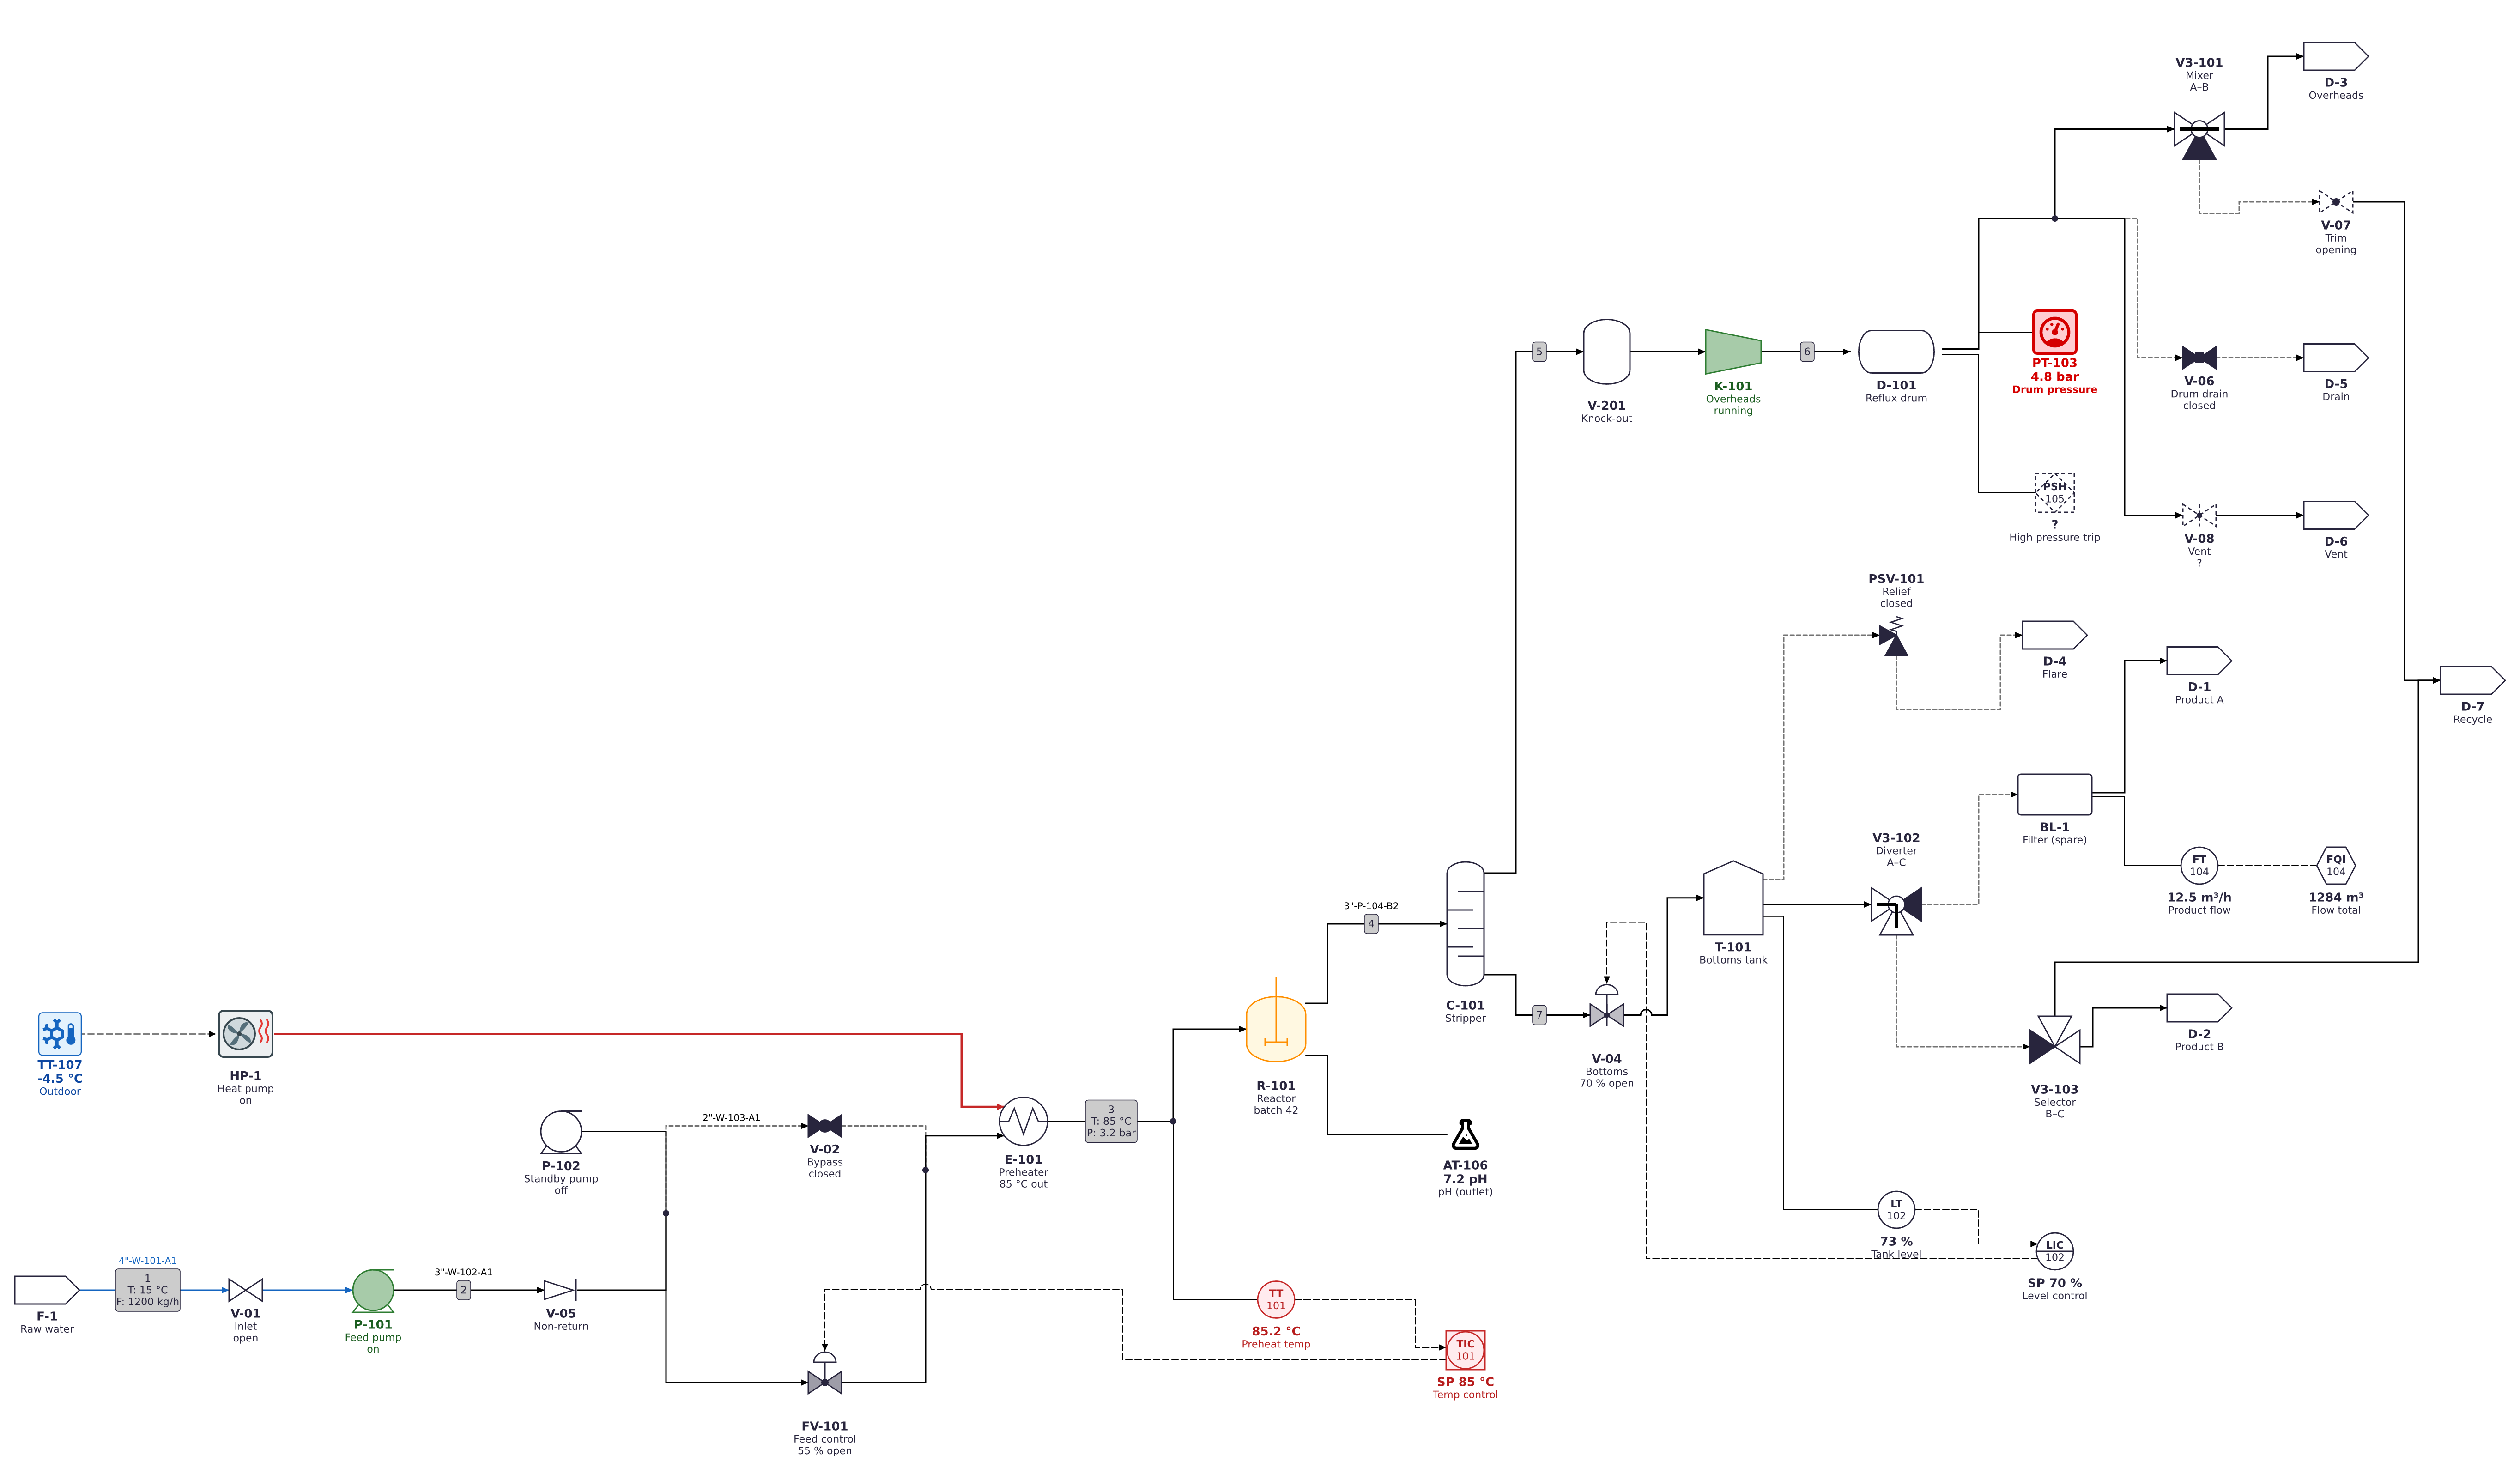 V3-101
Mixer
A–B
D-3
Overheads
V-07
Trim
opening
5
6
V-201
Knock-out
K-101
Overheads
running
D-101
Reflux drum
PT-103
4.8 bar
Drum pressure
V-06
Drum drain
closed
D-5
Drain
PSH
105
?
High pressure trip
V-08
Vent
?
D-6
Vent
PSV-101
Relief
closed
D-4
Flare
D-1
Product A
D-7
Recycle
BL-1
Filter (spare)
V3-102
Diverter
A–C
FT
104
12.5 m³/h
Product flow
FQI
104
1284 m³
Flow total
3"-P-104-B2
4
C-101
Stripper
7
V-04
Bottoms
70 % open
T-101
Bottoms tank
D-2
Product B
V3-103
Selector
B–C
TT-107
-4.5 °C
Outdoor
HP-1
Heat pump
on
R-101
Reactor
batch 42
P-102
Standby pump
off
2"-W-103-A1
V-02
Bypass
closed
E-101
Preheater
85 °C out
3
T: 85 °C
P: 3.2 bar
AT-106
7.2 pH
pH (outlet)
LT
102
73 %
Tank level
LIC
102
SP 70 %
Level control
F-1
Raw water
4"-W-101-A1
1
T: 15 °C
F: 1200 kg/h
V-01
Inlet
open
P-101
Feed pump
on
3"-W-102-A1
2
V-05
Non-return
TT
101
85.2 °C
Preheat temp
TIC
101
SP 85 °C
Temp control
FV-101
Feed control
55 % open